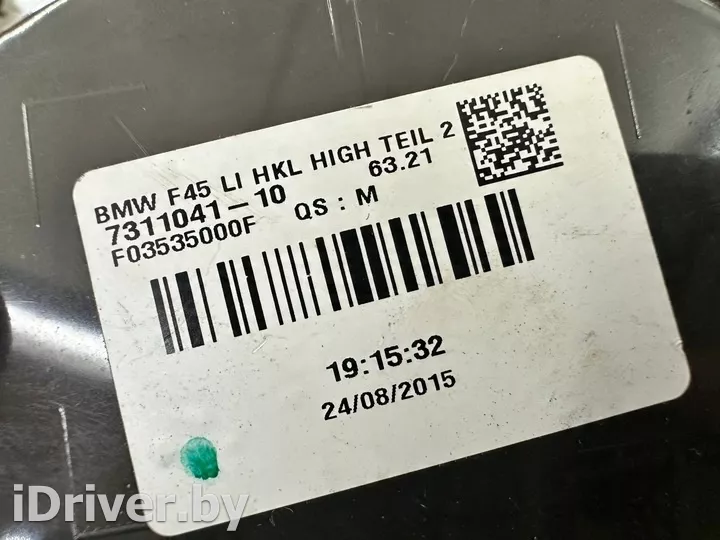 BMW F45 LI HKL HIGH TEIL 2
7311041-10 63.21
F03535000F QS : M
19:15:32
24/08/2015
iDriver.by